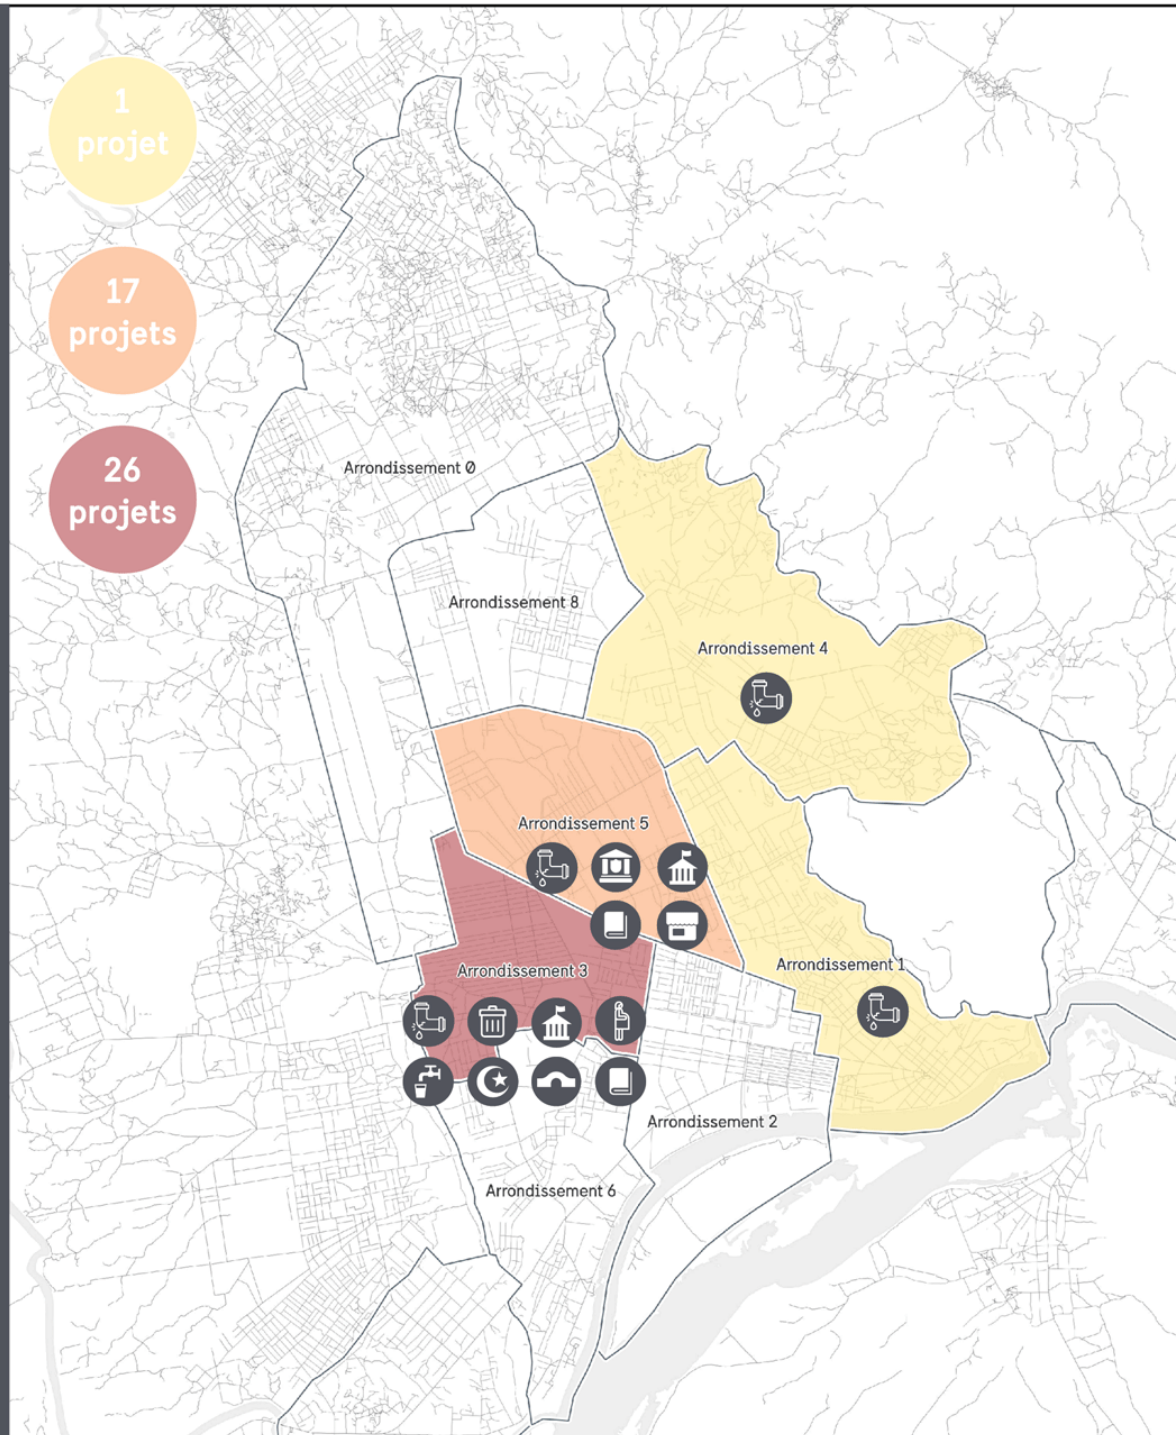 1
projet
17
projets
26
projets
Arrondissement 0
Arrondissement 8
Arrondissement 4
Arrondissement 5
Arrondissement 1
Arrondissement 3
Arrondissement 2
Arrondissement 6